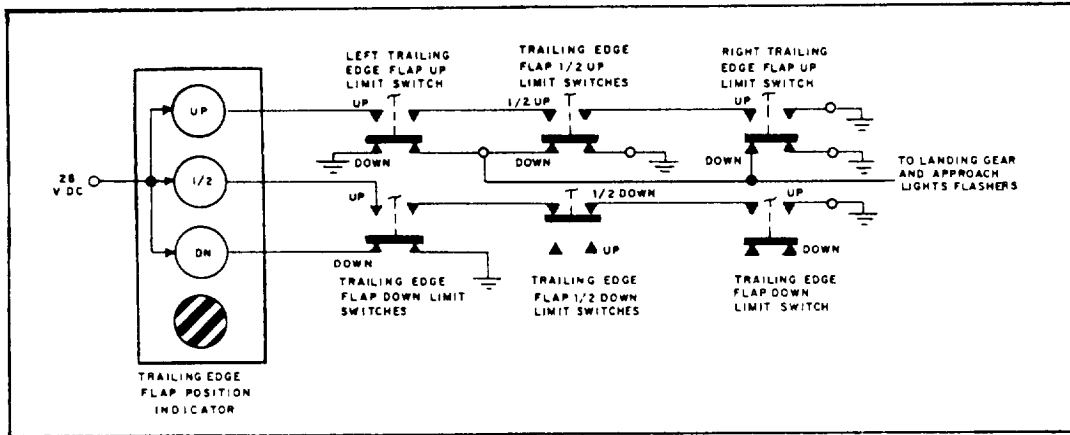 LEFT TRAILING
EDGE FLAP UP
LIMIT SWITCH
TRAILING EDGE
FLAP 1/2 UP
LIMIT SWITCHES
RIGHT TRAILING
EDGE FLAP UP
LIMIT SWITCH
UP
UP
1/2 UP
UP
DOWN
DOWN
DOWN
28
V DC
1/2
UP
1/2 DOWN
UP
TO LANDING GEAR
AND APPROACH
LIGHTS FLASHERS
DN
DOWN
UP
DOWN
TRAILING EDGE
FLAP DOWN LIMIT
SWITCHES
TRAILING EDGE
FLAP 1/2 DOWN
LIMIT SWITCHES
TRAILING EDGE
FLAP DOWN
LIMIT SWITCH
TRAILING EDGE
FLAP POSITION
INDICATOR